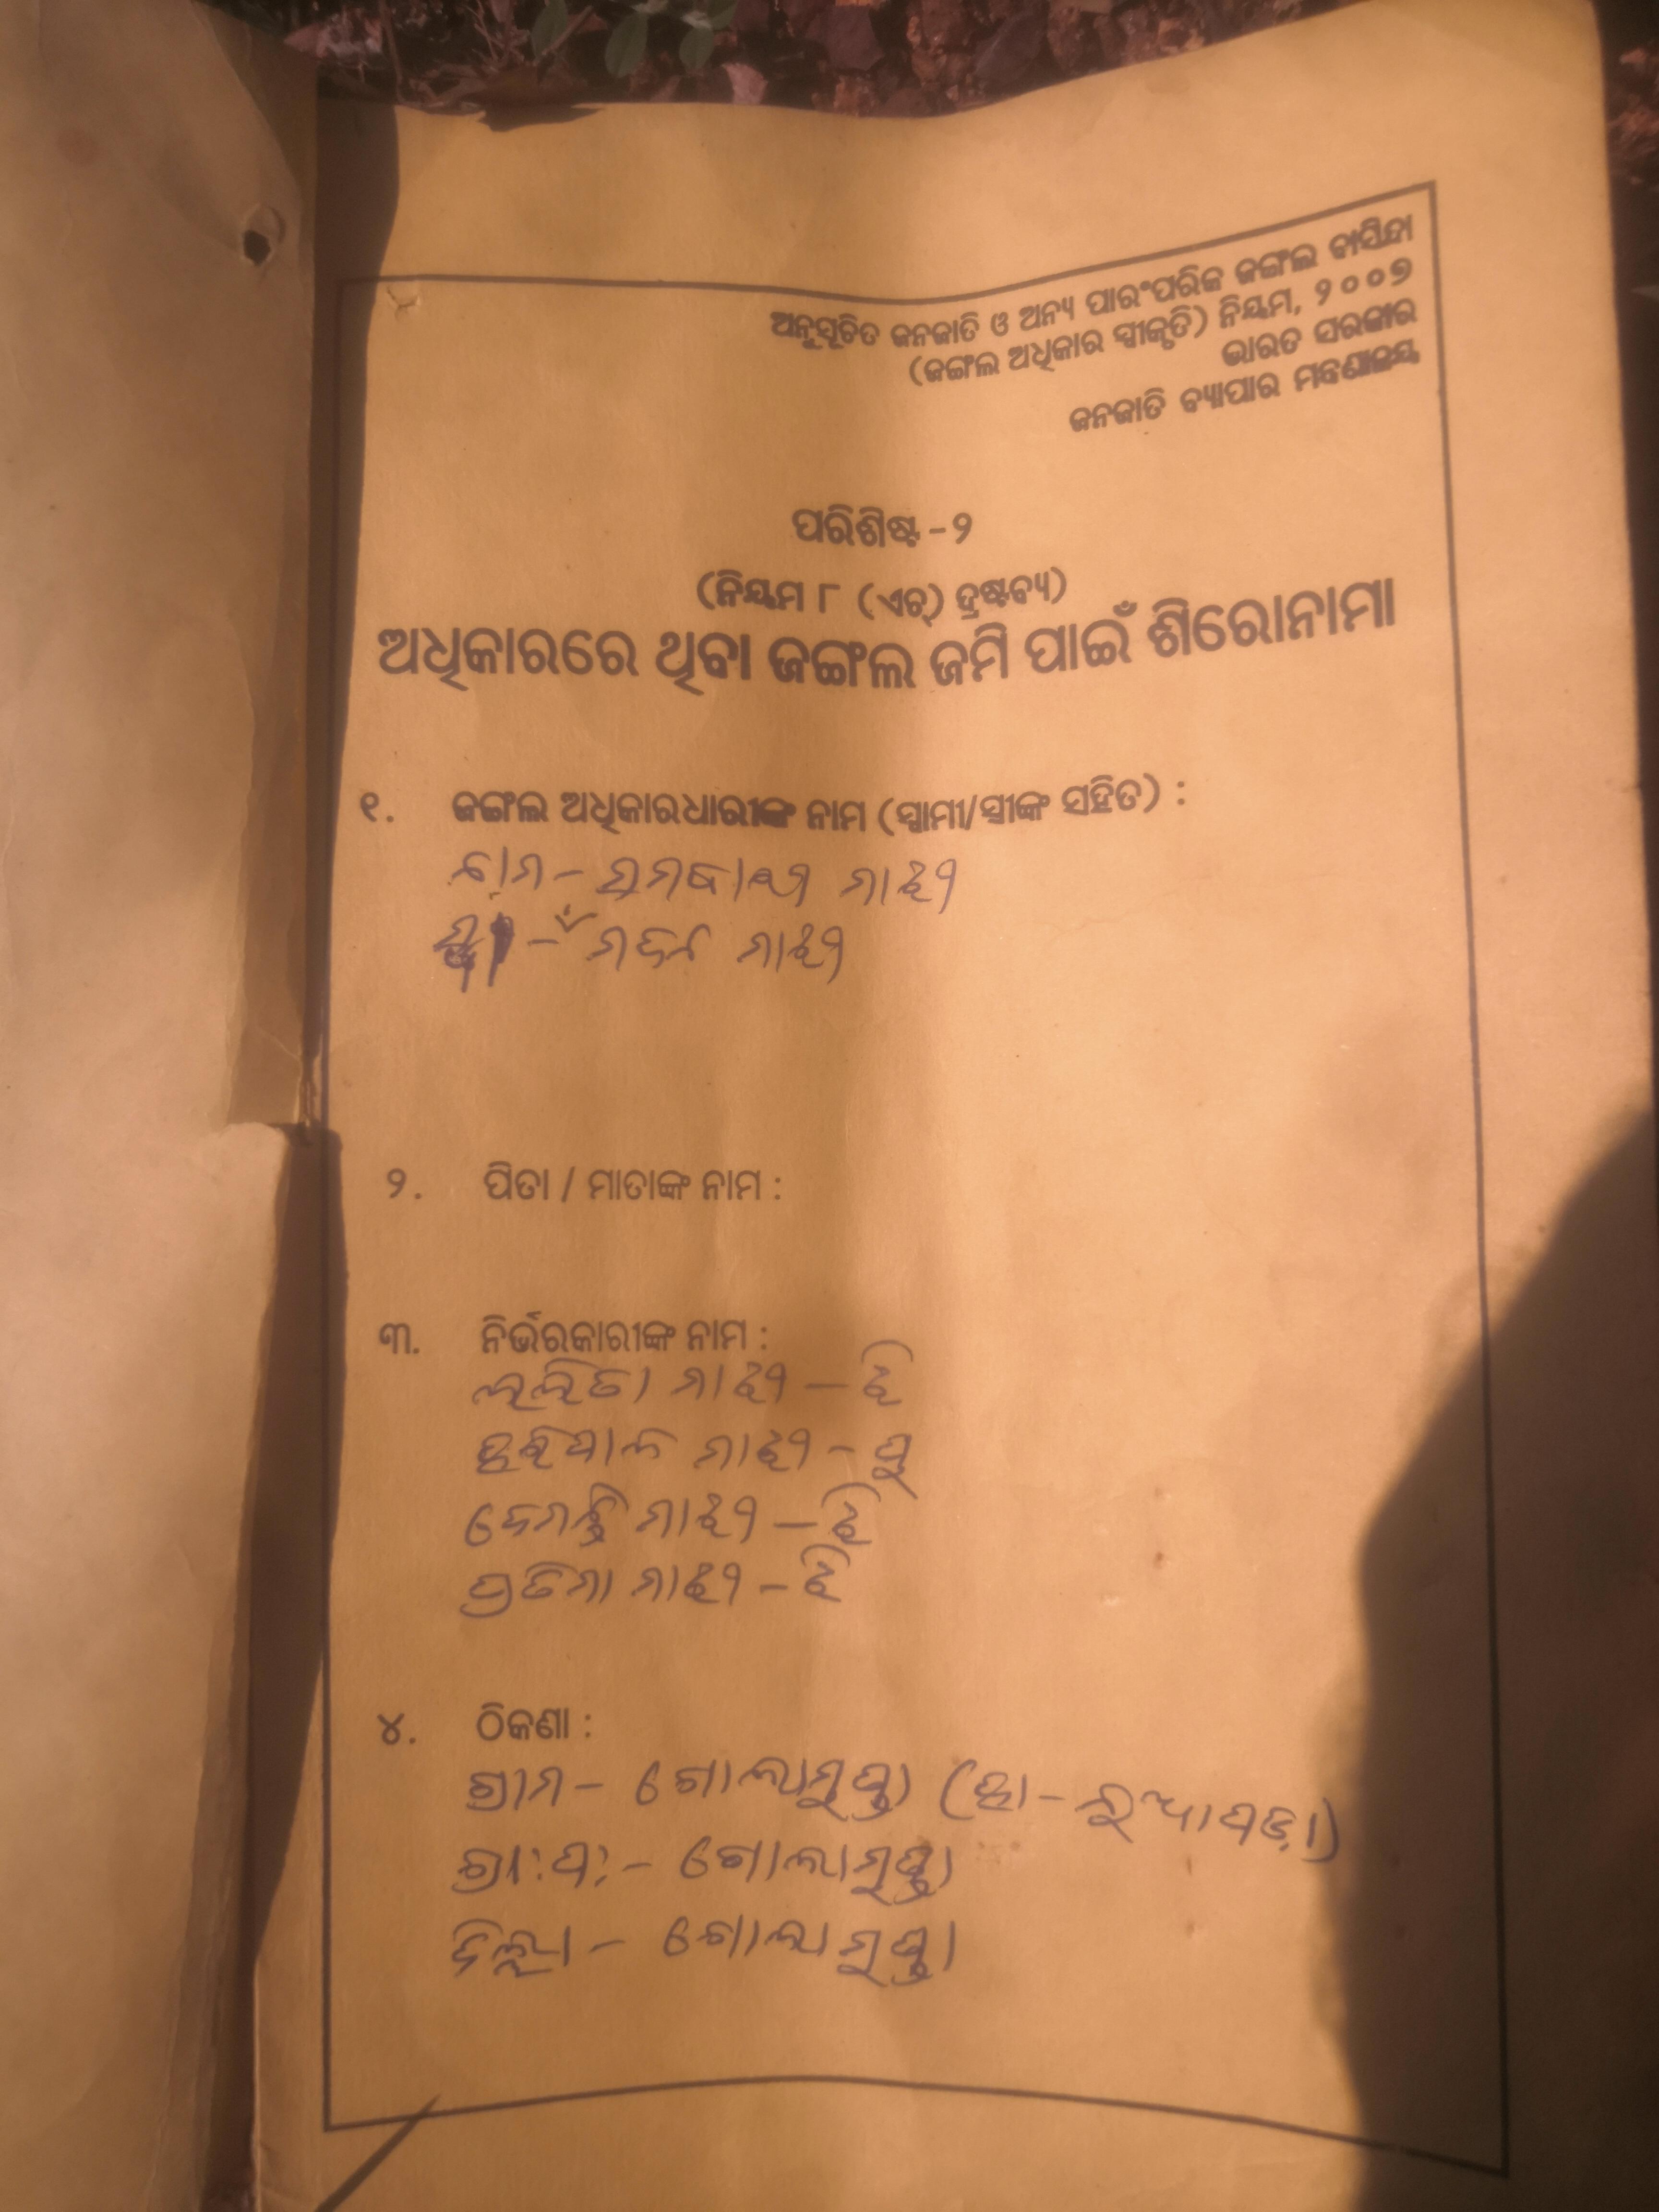 ଅନୁସୂଚିତ ଜନଜାତି ଓ ଅନ୍ୟ ପାରଂପରିକ ଜଙ୍ଗଲ ବାସିନ୍ଦା
(ଜଙ୍ଗଲ ଅଧିକାର ସ୍ୱୀକୃତି) ନିୟମ, ୨୦୦୭
ଭାରତ ସରକାର
ଜନଜାତି ବ୍ୟାପାର ମନ୍ତ୍ରଣାଳୟ
ପରିଶିଷ୍ଟ -୨
(ନିୟମ ୮ (ଏଚ୍) ଦ୍ରଷ୍ଟବ୍ୟ)
ଅଧିକାରରେ ଥିବା ଜଙ୍ଗଲ ଜମି ପାଇଁ ଶିରୋନାମା
୧. ଜଙ୍ଗଲ ଅଧିକାରଧାରୀଙ୍କ ନାମ (ସ୍ୱାମୀ/ସ୍ତ୍ରୀଙ୍କ ସହିତ) :
ନାମ - ମାଝୀ
ସ୍ତ୍ରୀ - ମାଝୀ
୨. ପିତା / ମାତାଙ୍କ ନାମ :
୩. ନିର୍ଭରକାରୀଙ୍କ ନାମ :
ଲଲିତା ମାଝୀ - ଝି
ମାଝୀ - ପୁ
ମାଝୀ - ଝି
ପ୍ରତିମା ମାଝୀ - ଝି
୪. ଠିକଣା :
ଗ୍ରାମ - ଗୋଲାମୁଣ୍ଡା
ଗ୍ରା:ପ: - ଗୋଲାମୁଣ୍ଡା
ଜିଲ୍ଲା - ଗୋଲାମୁଣ୍ଡା